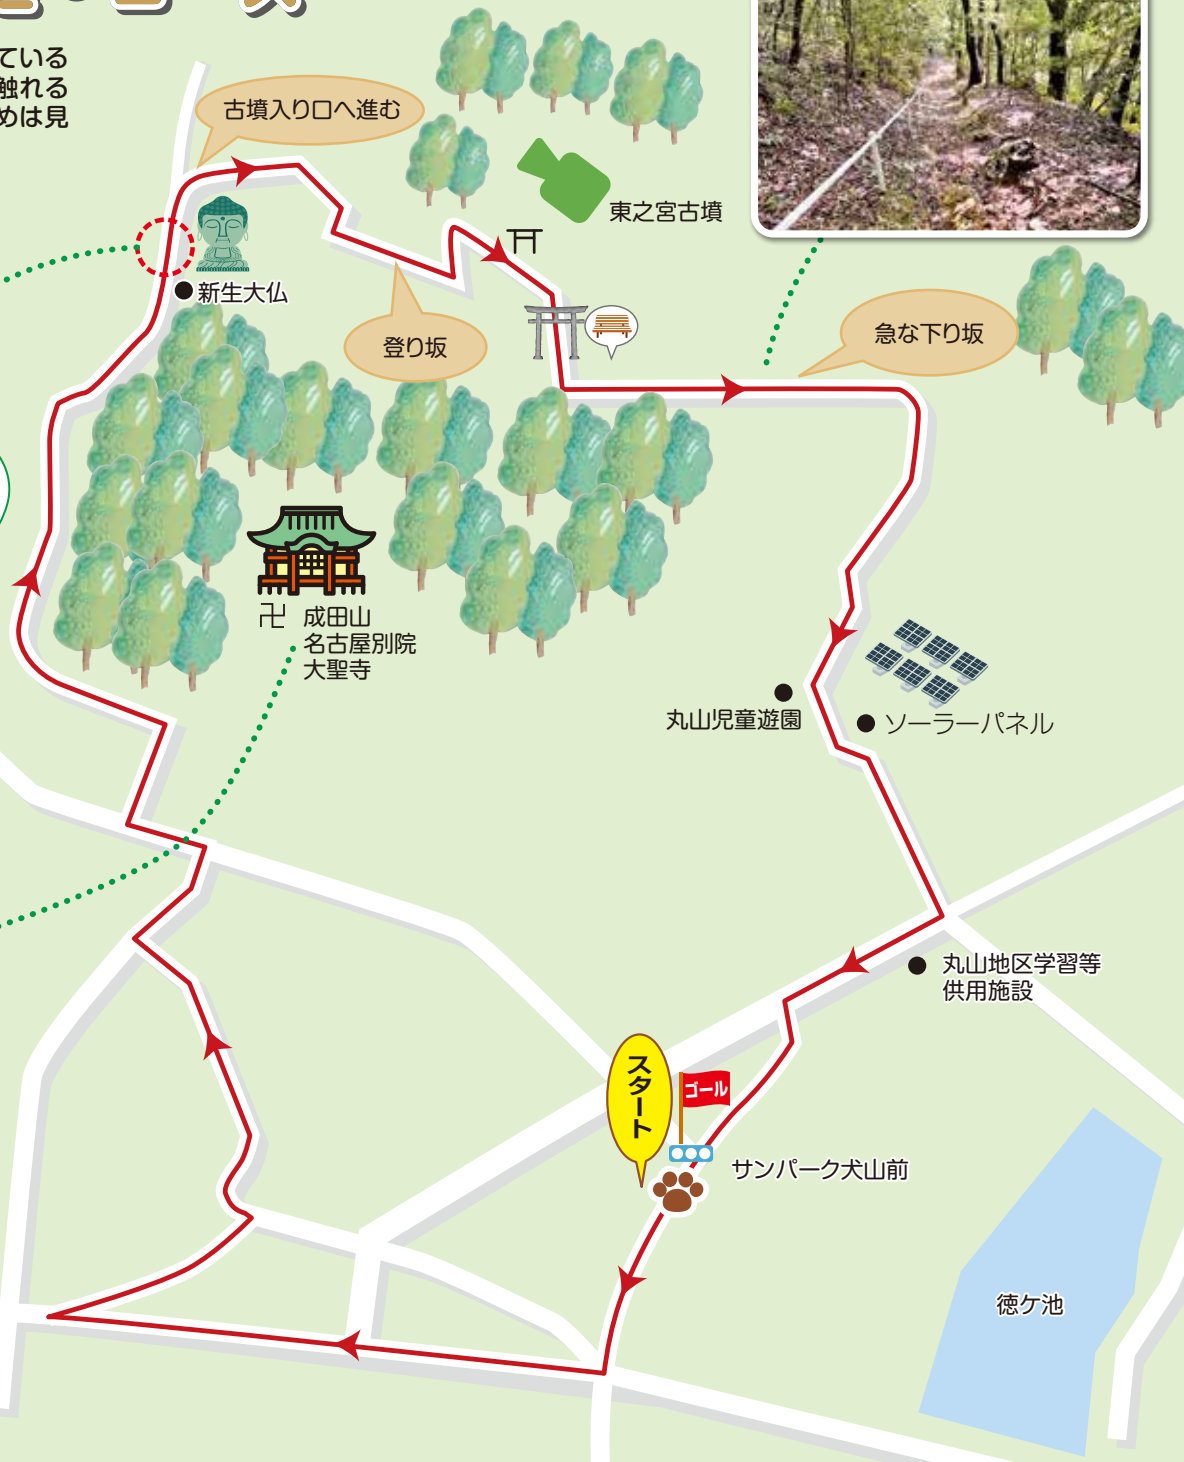 ている
触れる
めは見
古墳入り口へ進む
東之宮古墳
新生大仏
登り坂
急な下り坂
卍 成田山
名古屋別院
大聖寺
丸山児童遊園
ソーラーパネル
丸山地区学習等
供用施設
スタート
ゴール
サンパーク犬山前
徳ケ池